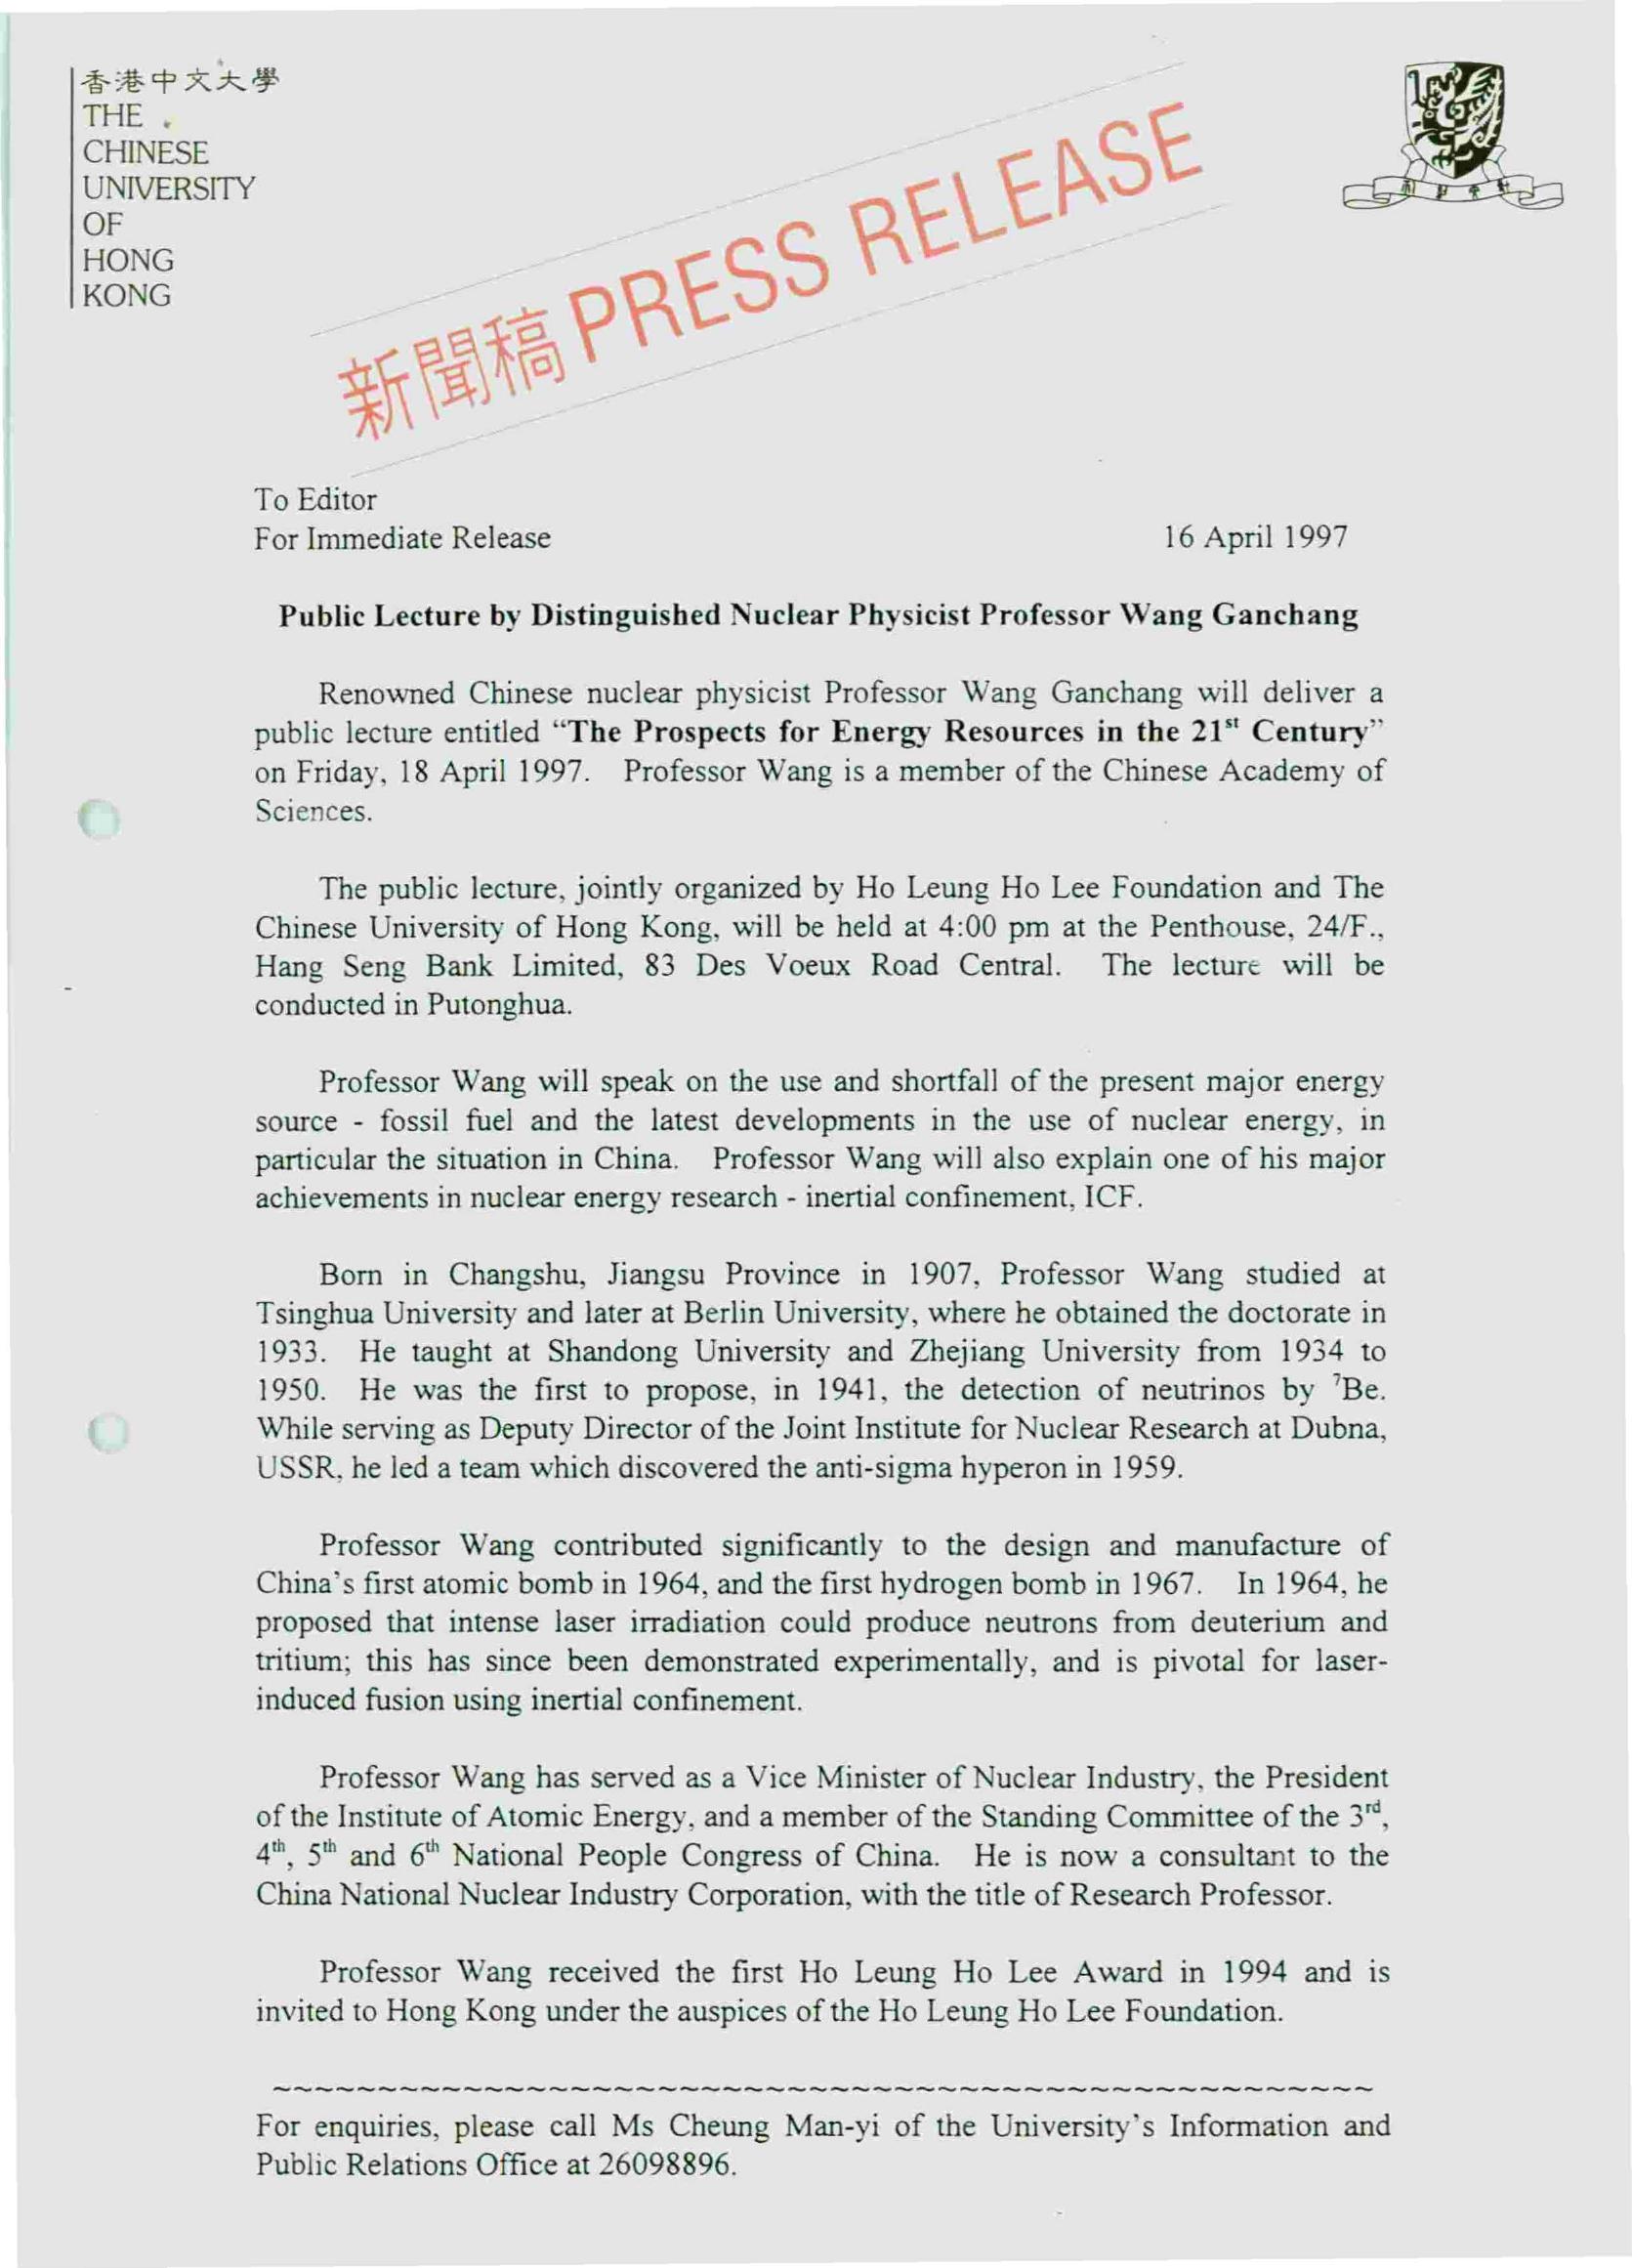 香港中文大學
THE
CHINESE
UNIVERSITY
OF
HONG
KONG
新聞稿 PRESS RELEASE
To Editor
For Immediate Release 16 April 1997
Public Lecture by Distinguished Nuclear Physicist Professor Wang Ganchang
Renowned Chinese nuclear physicist Professor Wang Ganchang will deliver a
public lecture entitled “The Prospects for Energy Resources in the 21st Century”
on Friday, 18 April 1997. Professor Wang is a member of the Chinese Academy of
Sciences.
The public lecture, jointly organized by Ho Leung Ho Lee Foundation and The
Chinese University of Hong Kong, will be held at 4:00 pm at the Penthouse, 24/F.,
Hang Seng Bank Limited, 83 Des Voeux Road Central. The lecture will be
conducted in Putonghua.
Professor Wang will speak on the use and shortfall of the present major energy
source - fossil fuel and the latest developments in the use of nuclear energy, in
particular the situation in China. Professor Wang will also explain one of his major
achievements in nuclear energy research - inertial confinement, ICF.
Born in Changshu, Jiangsu Province in 1907, Professor Wang studied at
Tsinghua University and later at Berlin University, where he obtained the doctorate in
1933. He taught at Shandong University and Zhejiang University from 1934 to
1950. He was the first to propose, in 1941, the detection of neutrinos by ⁷Be.
While serving as Deputy Director of the Joint Institute for Nuclear Research at Dubna,
USSR, he led a team which discovered the anti-sigma hyperon in 1959.
Professor Wang contributed significantly to the design and manufacture of
China's first atomic bomb in 1964, and the first hydrogen bomb in 1967. In 1964, he
proposed that intense laser irradiation could produce neutrons from deuterium and
tritium; this has since been demonstrated experimentally, and is pivotal for laser-
induced fusion using inertial confinement.
Professor Wang has served as a Vice Minister of Nuclear Industry, the President
of the Institute of Atomic Energy, and a member of the Standing Committee of the 3rd,
4th, 5th and 6th National People Congress of China. He is now a consultant to the
China National Nuclear Industry Corporation, with the title of Research Professor.
Professor Wang received the first Ho Leung Ho Lee Award in 1994 and is
invited to Hong Kong under the auspices of the Ho Leung Ho Lee Foundation.
For enquiries, please call Ms Cheung Man-yi of the University's Information and
Public Relations Office at 26098896.